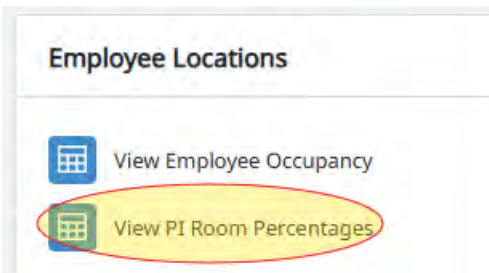 Employee Locations
View Employee Occupancy
View PI Room Percentages